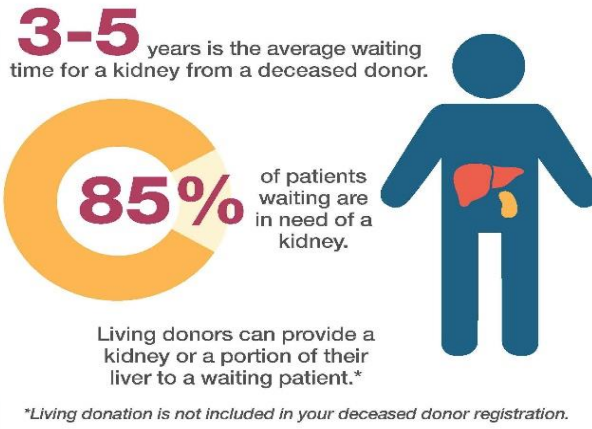 3-5 years is the average waiting
time for a kidney from a deceased donor.
85%
of patients
waiting are
in need of a
kidney.
Living donors can provide a
kidney or a portion of their
liver to a waiting patient.*
*Living donation is not included in your deceased donor registration.